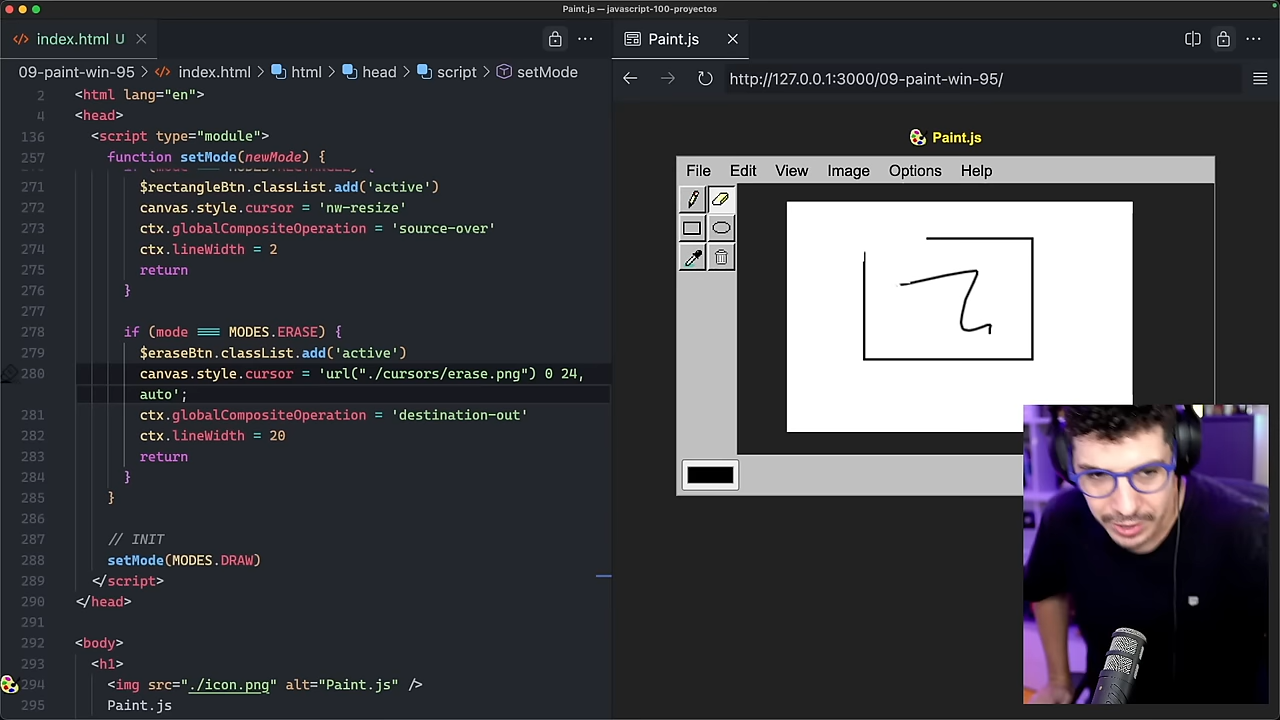 Paint.js — javascript-100-proyectos
index.html U
Paint.js
09-paint-win-95 > index.html > html > head > script > setMode
http://127.0.0.1:3000/09-paint-win-95/
2 <html lang="en">
4 <head>
136 <script type="module">
257 function setMode(newMode) {
271 $rectangleBtn.classList.add('active')
272 canvas.style.cursor = 'nw-resize'
273 ctx.globalCompositeOperation = 'source-over'
274 ctx.lineWidth = 2
275 return
276 }
277
278 if (mode === MODES.ERASE) {
279 $eraseBtn.classList.add('active')
280 canvas.style.cursor = 'url("./cursors/erase.png") 0 24,
auto';
281 ctx.globalCompositeOperation = 'destination-out'
282 ctx.lineWidth = 20
283 return
284 }
285 }
286
287 // INIT
288 setMode(MODES.DRAW)
289 </script>
290 </head>
291
292 <body>
293 <h1>
294 <img src="./icon.png" alt="Paint.js" />
295 Paint.js
Paint.js
File Edit View Image Options Help